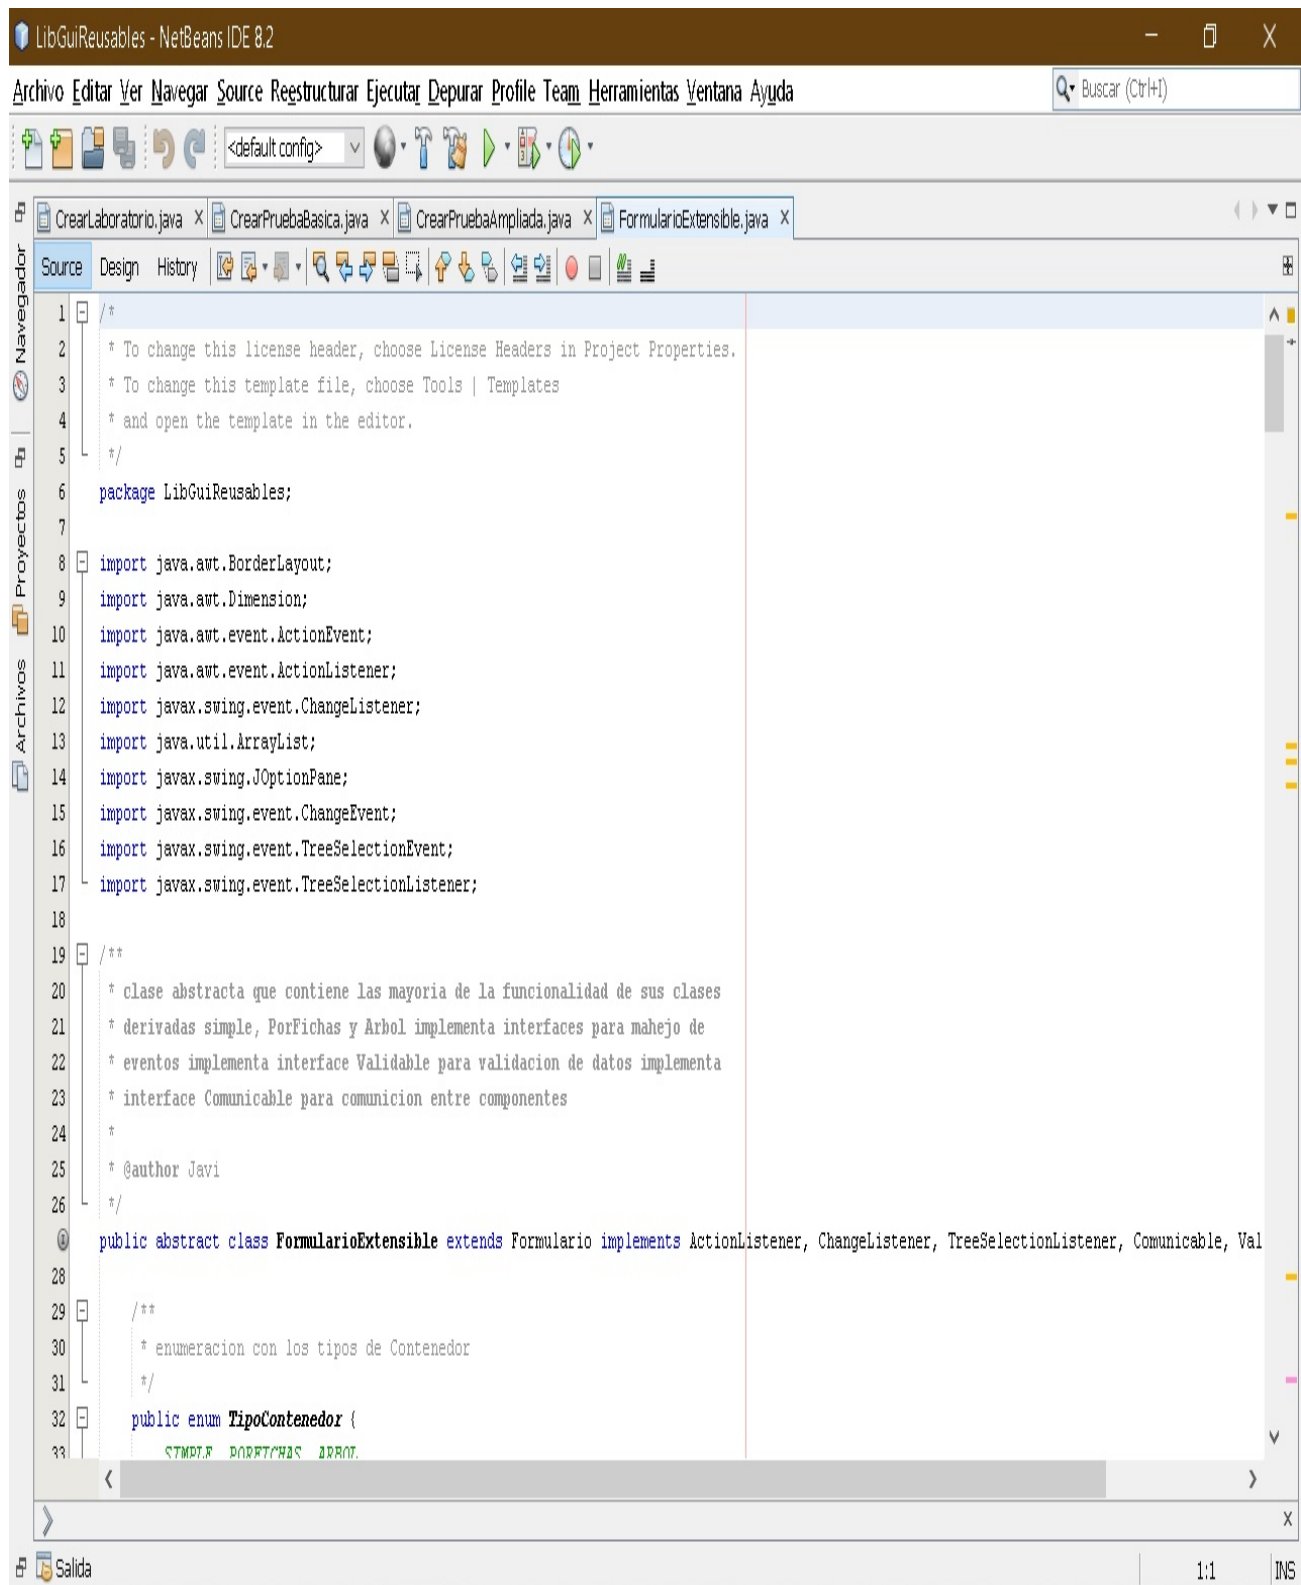 LibGuiReusables - NetBeans IDE 8.2
Archivo Editar Ver Navegar Source Reestructurar Ejecutar Depurar Profile Team Herramientas Ventana Ayuda
Buscar (Ctrl+I)
<default config>
CrearLaboratorio.java
CrearPruebaBasica.java
CrearPruebaAmpliada.java
FormularioExtensible.java
Source Design History
Navegador
Proyectos
Archivos
1 /*
2 * To change this license header, choose License Headers in Project Properties.
3 * To change this template file, choose Tools | Templates
4 * and open the template in the editor.
5 */
6 package LibGuiReusables;
7
8 import java.awt.BorderLayout;
9 import java.awt.Dimension;
10 import java.awt.event.ActionEvent;
11 import java.awt.event.ActionListener;
12 import javax.swing.event.ChangeListener;
13 import java.util.ArrayList;
14 import javax.swing.JOptionPane;
15 import javax.swing.event.ChangeEvent;
16 import javax.swing.event.TreeSelectionEvent;
17 import javax.swing.event.TreeSelectionListener;
18
19 /**
20 * clase abstracta que contiene las mayoria de la funcionalidad de sus clases
21 * derivadas simple, PorFichas y Arbol implementa interfaces para mahejo de
22 * eventos implementa interface Validable para validacion de datos implementa
23 * interface Comunicable para comunicion entre componentes
24 *
25 * @author Javi
26 */
public abstract class FormularioExtensible extends Formulario implements ActionListener, ChangeListener, TreeSelectionListener, Comunicable, Val
28
29 /**
30 * enumeracion con los tipos de Contenedor
31 */
32 public enum TipoContenedor {
33 SIMPLE, PORFICHAS, ARBOL
Salida
1:1
INS